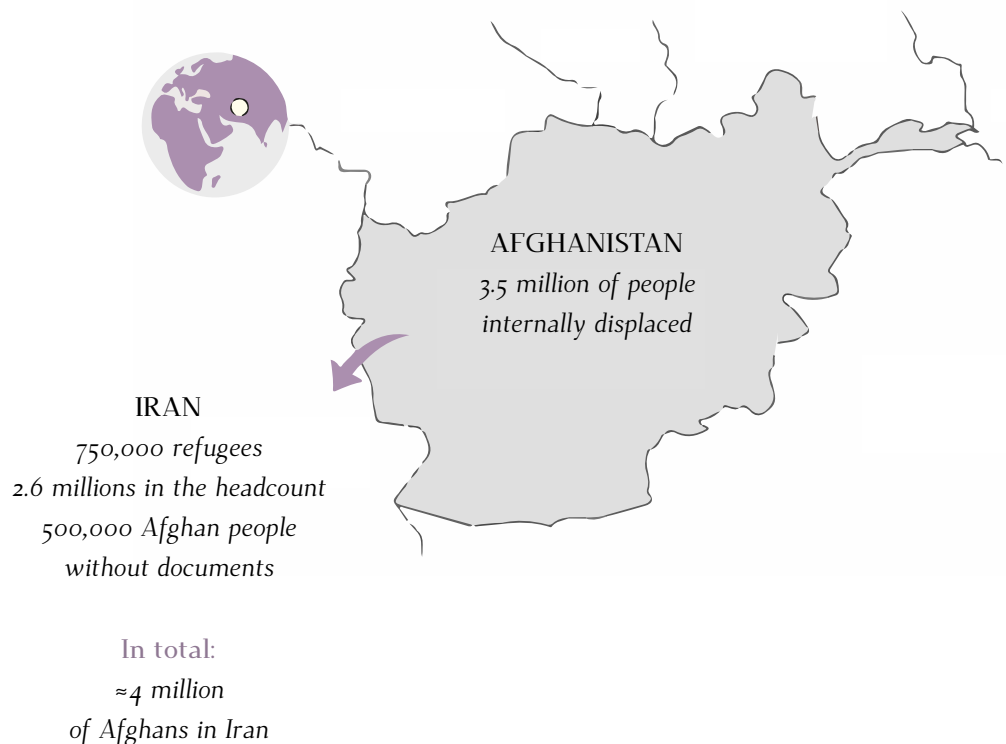 AFGHANISTAN
3.5 million of people
internally displaced
IRAN
750,000 refugees
2.6 millions in the headcount
500,000 Afghan people
without documents
In total:
≈4 million
of Afghans in Iran